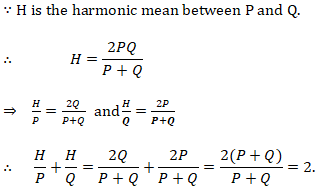 ∵ H is the harmonic mean between P and Q.
∴ H = 2PQ / P + Q
⇒ H/P = 2Q/P+Q and H/Q = 2P/P+Q
∴ H/P + H/Q = 2Q/P + Q + 2P/P + Q = 2(P + Q)/P + Q = 2.